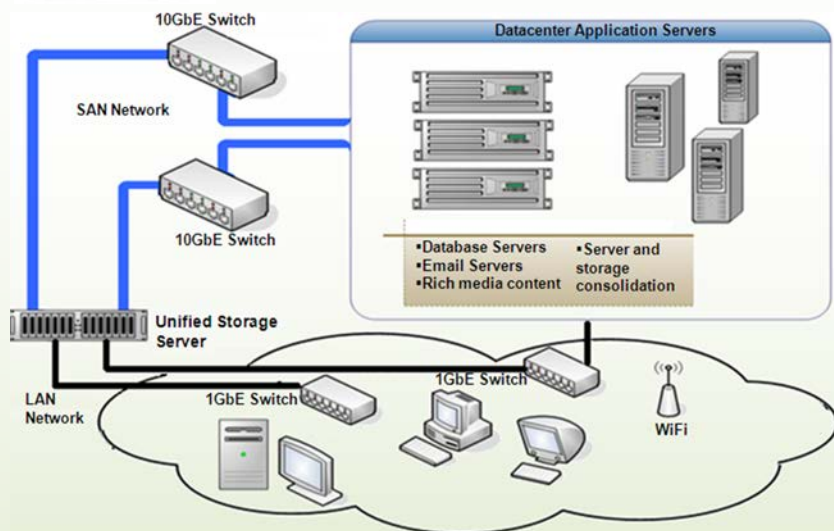 10GbE Switch
Datacenter Application Servers
SAN Network
10GbE Switch
▪Database Servers
▪Email Servers
▪Rich media content
▪Server and
storage
consolidation
Unified Storage
Server
LAN
Network
1GbE Switch
1GbE Switch
WiFi